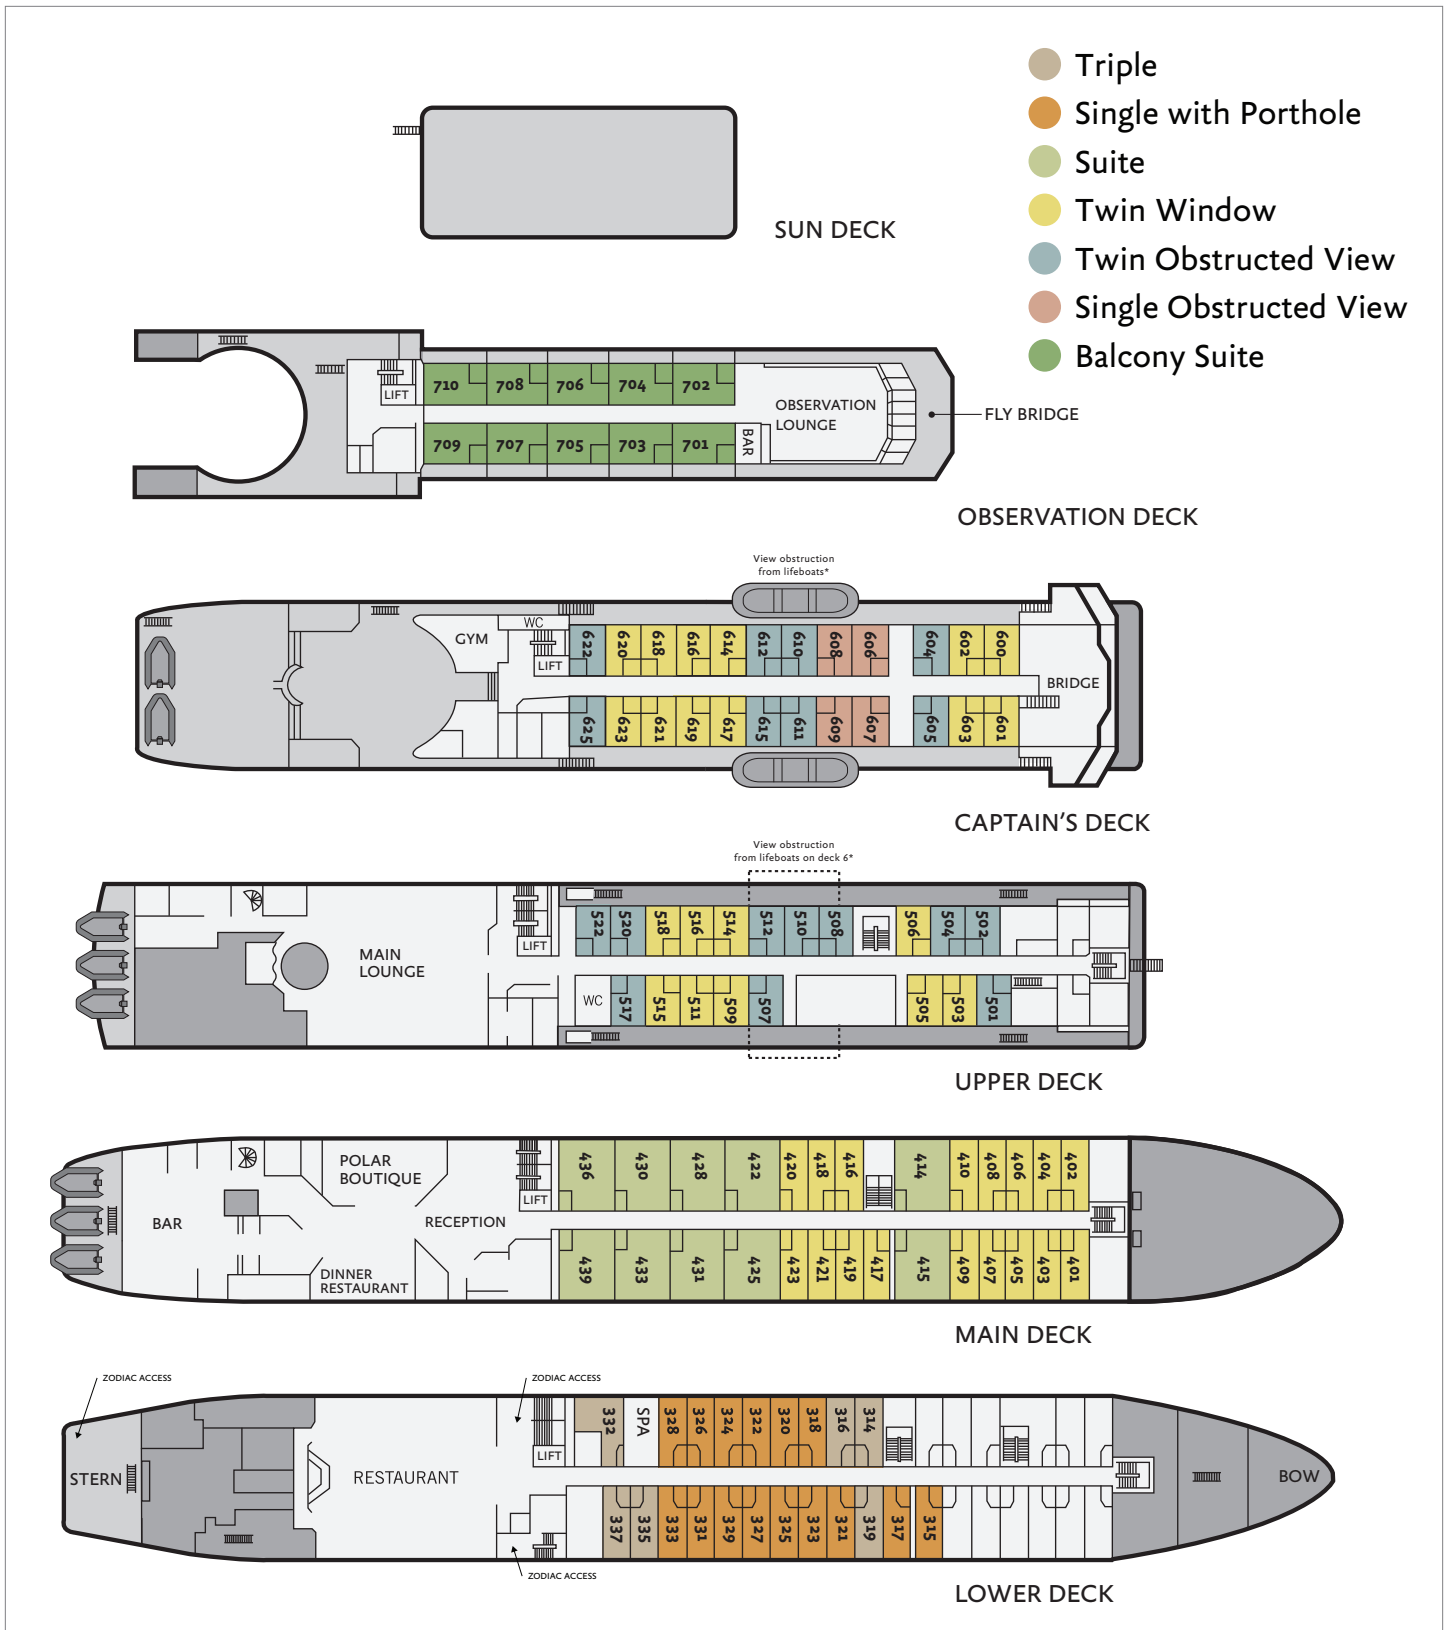 Triple
Single with Porthole
Suite
Twin Window
Twin Obstructed View
Single Obstructed View
Balcony Suite
SUN DECK
710 708 706 704 702
LIFT
OBSERVATION
LOUNGE
FLY BRIDGE
709 707 705 703 701
BAR
OBSERVATION DECK
View obstruction
from lifeboats*
WC
GYM
LIFT
622 620 618 616 614 612 610 608 606 604 602 600
BRIDGE
625 623 621 619 617 615 611 609 607 605 603 601
CAPTAIN'S DECK
View obstruction
from lifeboats on deck 6*
522 520 518 516 514 512 510 508 506 504 502
LIFT
MAIN
LOUNGE
WC
517 515 511 509 507 505 503 501
UPPER DECK
436 430 428 422 420 418 416 414 410 408 406 404 402
POLAR
BOUTIQUE
LIFT
BAR
RECEPTION
DINNER
RESTAURANT
439 433 431 425 423 421 419 417 415 409 407 405 403 401
MAIN DECK
ZODIAC ACCESS
ZODIAC ACCESS
332 SPA 328 326 324 322 320 318 316 314
LIFT
STERN
RESTAURANT
BOW
337 335 333 331 329 327 325 323 321 319 317 315
ZODIAC ACCESS
LOWER DECK